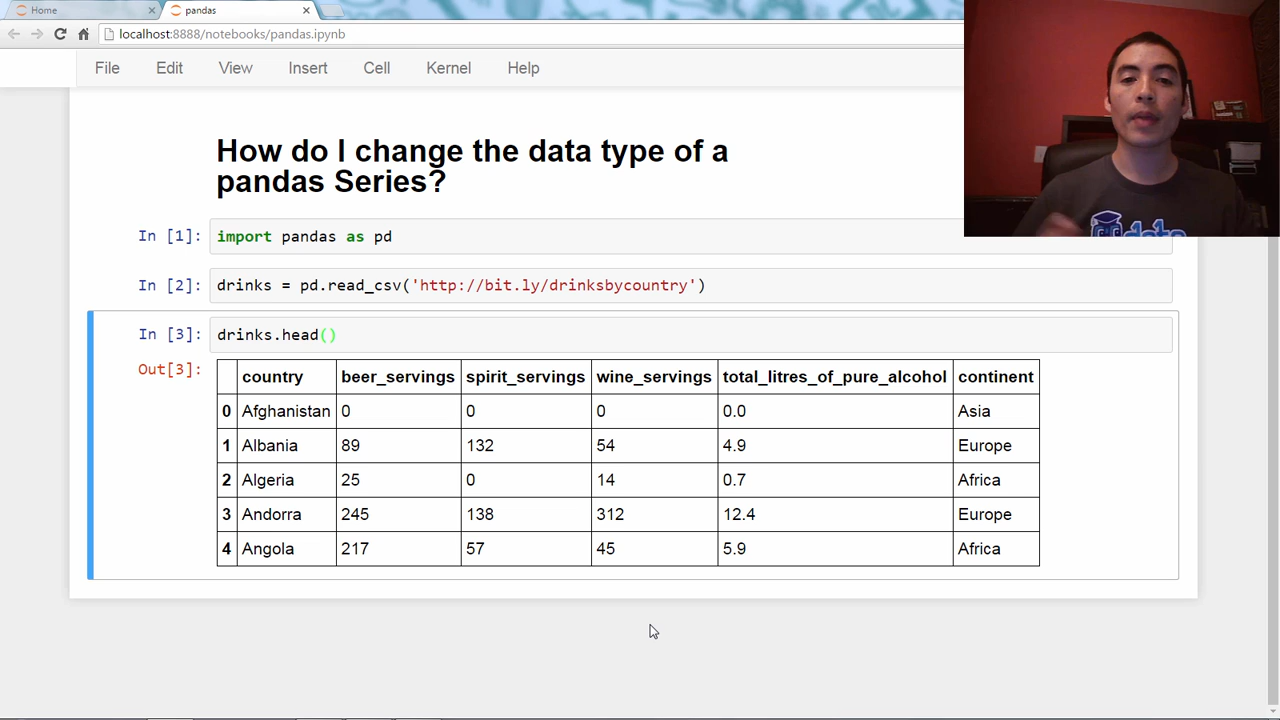 Home
pandas
localhost:8888/notebooks/pandas.ipynb
File Edit View Insert Cell Kernel Help
How do I change the data type of a
pandas Series?
In [1]: import pandas as pd
In [2]: drinks = pd.read_csv('http://bit.ly/drinksbycountry')
In [3]: drinks.head()
Out[3]:
country beer_servings spirit_servings wine_servings total_litres_of_pure_alcohol continent
0 Afghanistan 0 0 0 0.0 Asia
1 Albania 89 132 54 4.9 Europe
2 Algeria 25 0 14 0.7 Africa
3 Andorra 245 138 312 12.4 Europe
4 Angola 217 57 45 5.9 Africa
data